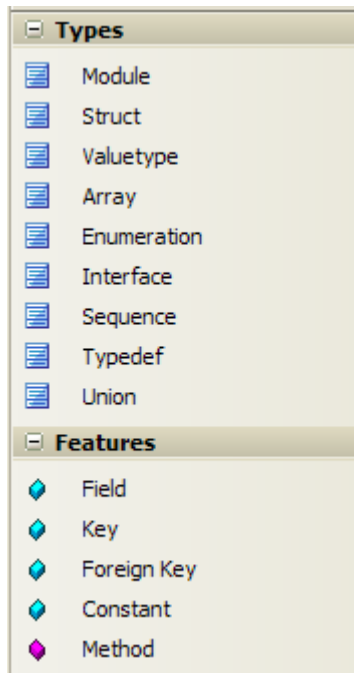 Types
Module
Struct
Valuetype
Array
Enumeration
Interface
Sequence
Typedef
Union
Features
Field
Key
Foreign Key
Constant
Method